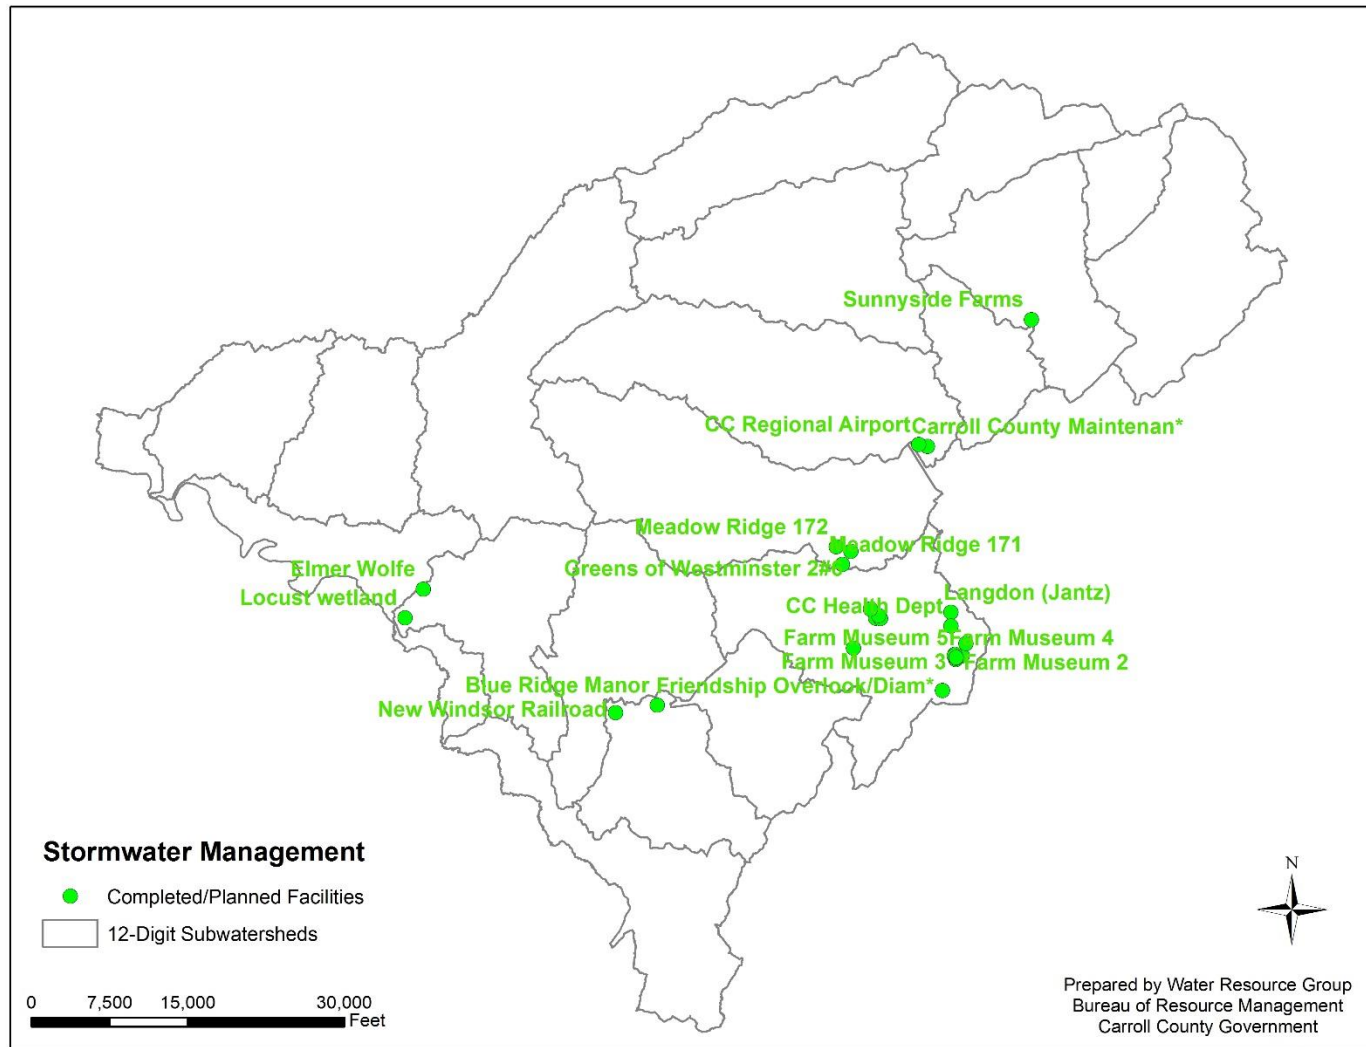 Sunnyside Farms
CC Regional Airport
Carroll County Maintenan*
Meadow Ridge 172
Meadow Ridge 171
Greens of Westminster 2#6
Elmer Wolfe
Locust wetland
Langdon (Jantz)
CC Health Dept
Farm Museum 5
Farm Museum 4
Farm Museum 3
Farm Museum 2
Blue Ridge Manor
Friendship Overlook/Diam*
New Windsor Railroad
Stormwater Management
Completed/Planned Facilities
12-Digit Subwatersheds
0 7,500 15,000 30,000
Feet
N
Prepared by Water Resource Group
Bureau of Resource Management
Carroll County Government